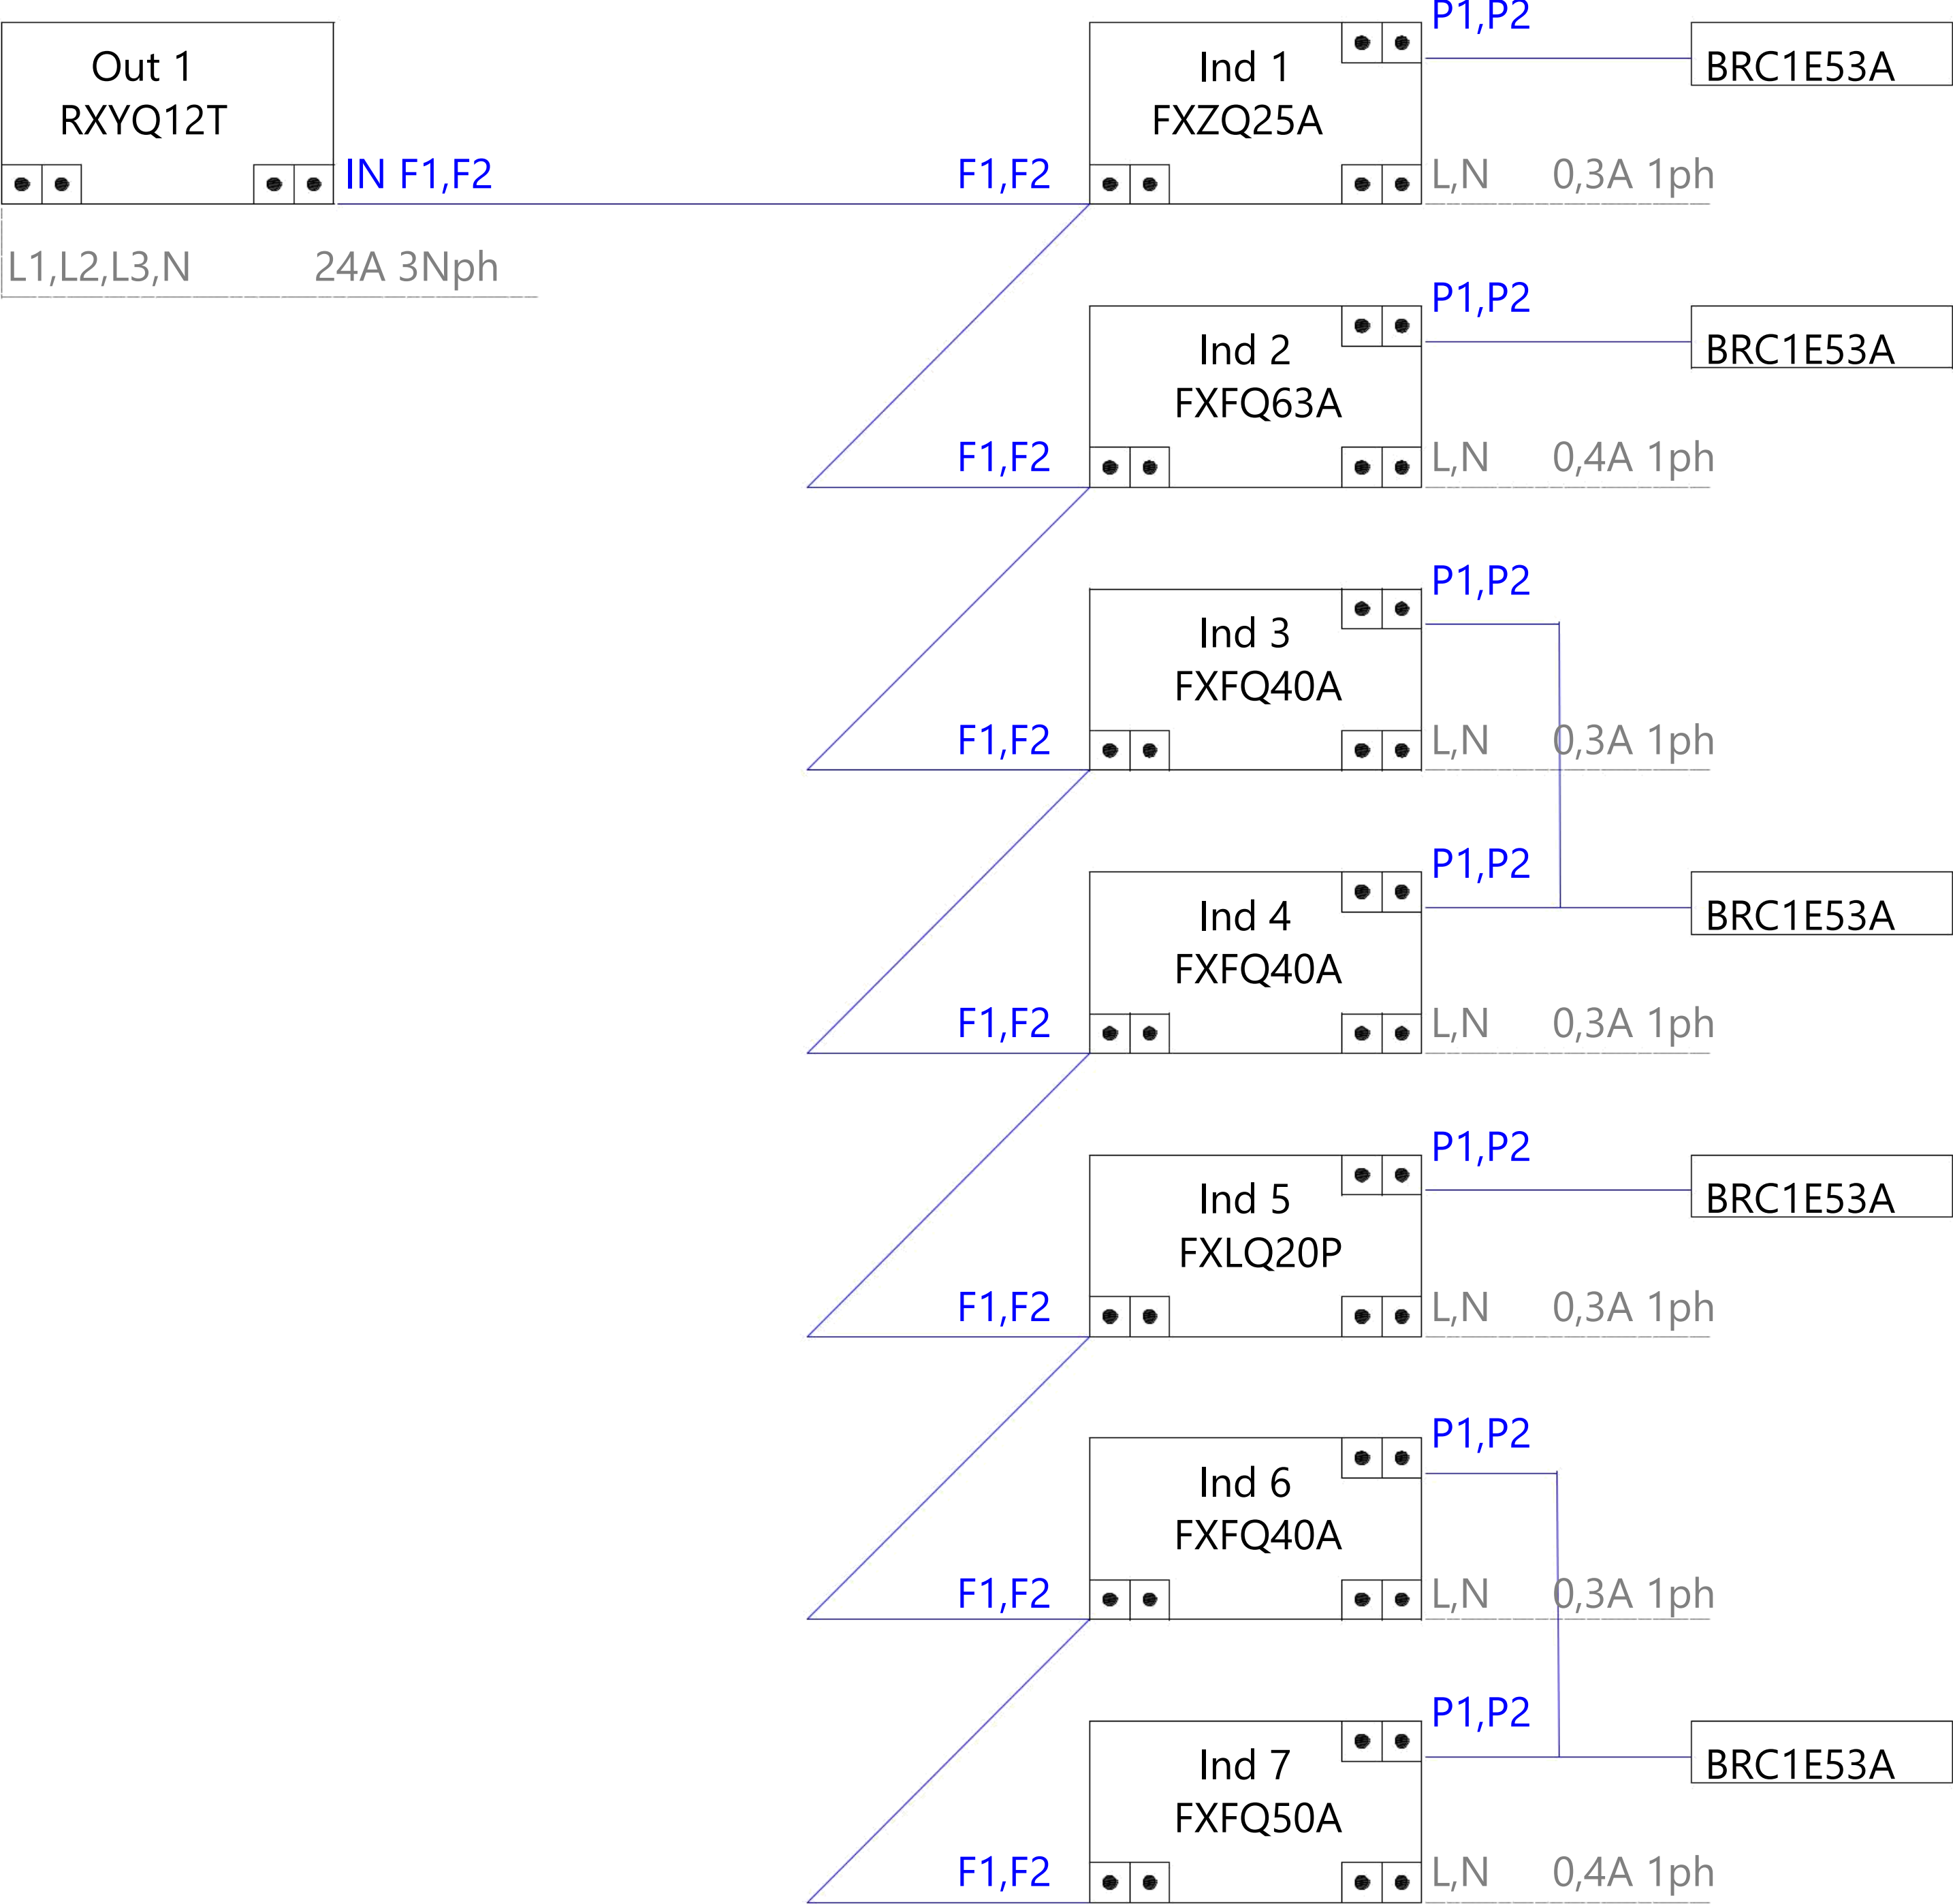 Out 1
RXYQ12T
IN F1,F2
L1,L2,L3,N 24A 3Nph
P1,P2
Ind 1
FXZQ25A
BRC1E53A
F1,F2
L,N 0,3A 1ph
P1,P2
Ind 2
FXFQ63A
BRC1E53A
F1,F2
L,N 0,4A 1ph
P1,P2
Ind 3
FXFQ40A
F1,F2
L,N 0,3A 1ph
P1,P2
Ind 4
FXFQ40A
BRC1E53A
F1,F2
L,N 0,3A 1ph
P1,P2
Ind 5
FXLQ20P
BRC1E53A
F1,F2
L,N 0,3A 1ph
P1,P2
Ind 6
FXFQ40A
F1,F2
L,N 0,3A 1ph
P1,P2
Ind 7
FXFQ50A
BRC1E53A
F1,F2
L,N 0,4A 1ph